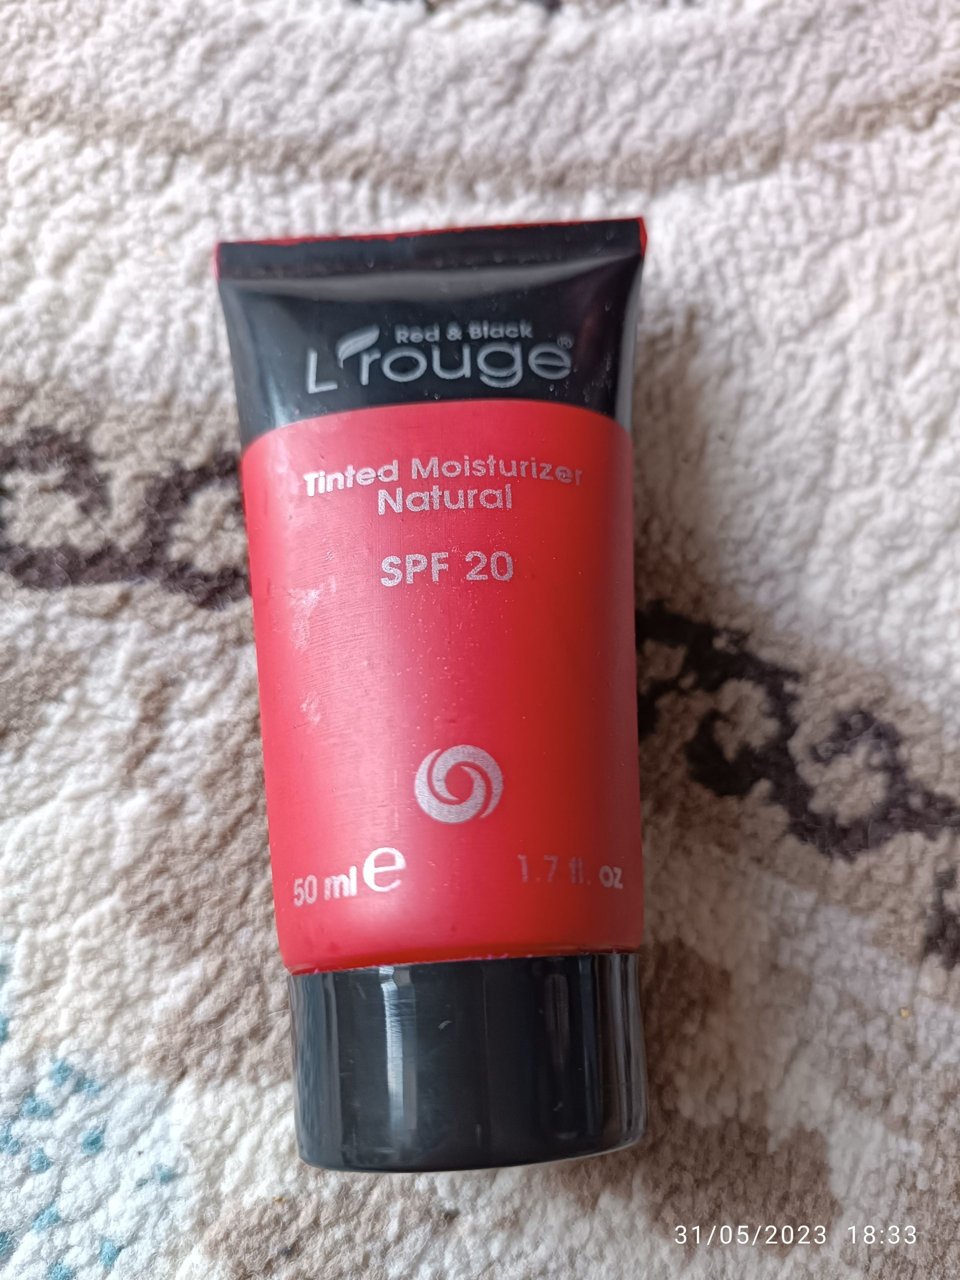 Red & Black
L'rouge®
Tinted Moisturizer
Natural
SPF 20
50 ml e 1.7 fl. oz
31/05/2023 18:33